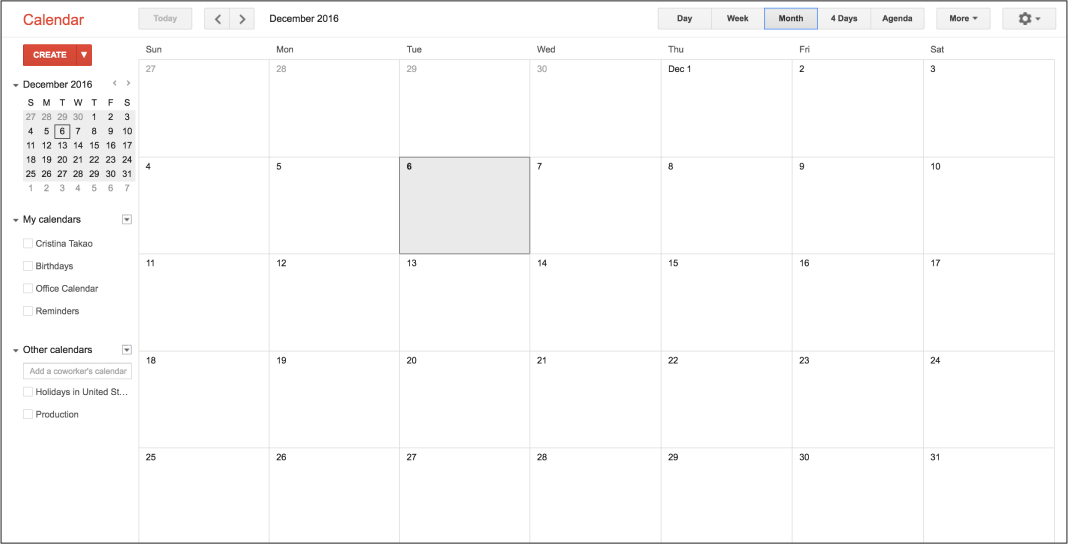 Calendar Today December 2016 Day Week Month 4 Days Agenda More
CREATE
Sun Mon Tue Wed Thu Fri Sat
27 28 29 30 Dec 1 2 3
4 5 6 7 8 9 10
11 12 13 14 15 16 17
18 19 20 21 22 23 24
25 26 27 28 29 30 31
December 2016
S M T W T F S
27 28 29 30 1 2 3
4 5 6 7 8 9 10
11 12 13 14 15 16 17
18 19 20 21 22 23 24
25 26 27 28 29 30 31
1 2 3 4 5 6 7
My calendars
Cristina Takao
Birthdays
Office Calendar
Reminders
Other calendars
Add a coworker's calendar
Holidays in United St...
Production